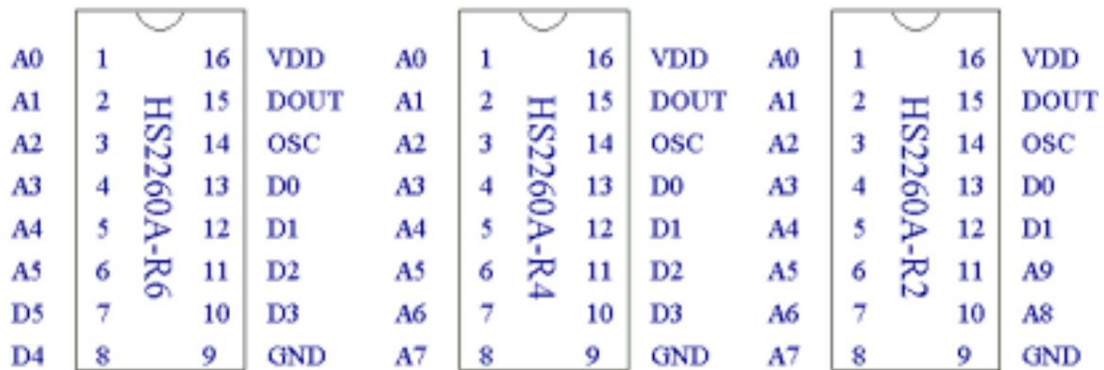 A0 1 16 VDD A0 1 16 VDD A0 1 16 VDD
A1 2 15 DOUT A1 2 15 DOUT A1 2 15 DOUT
A2 3 14 OSC A2 3 14 OSC A2 3 14 OSC
A3 4 13 D0 A3 4 13 D0 A3 4 13 D0
A4 5 12 D1 A4 5 12 D1 A4 5 12 D1
A5 6 11 D2 A5 6 11 D2 A5 6 11 A9
D5 7 10 D3 A6 7 10 D3 A6 7 10 A8
D4 8 9 GND A7 8 9 GND A7 8 9 GND
HS2260A-R6
HS2260A-R4
HS2260A-R2